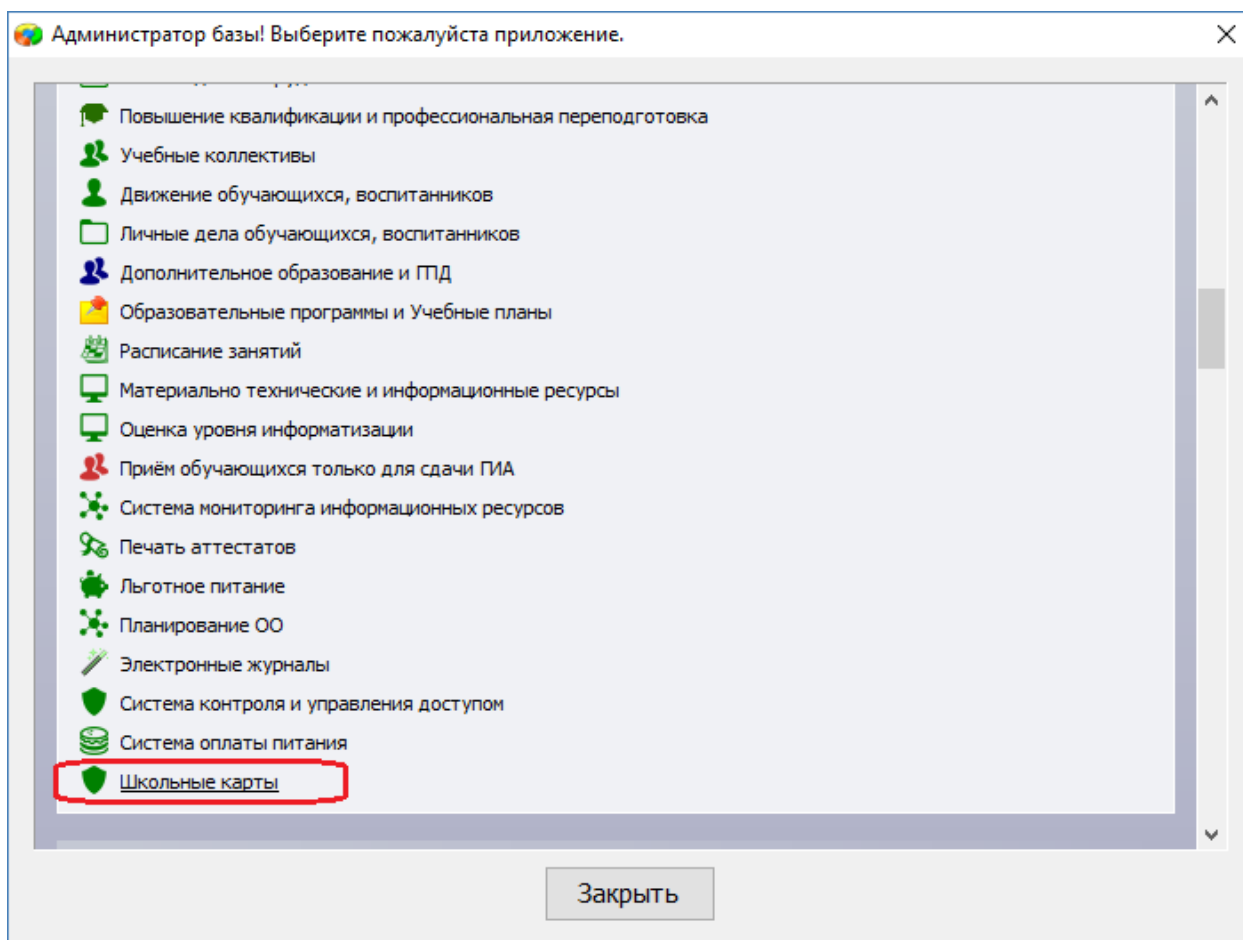 Администратор базы! Выберите пожалуйста приложение.
Повышение квалификации и профессиональная переподготовка
Учебные коллективы
Движение обучающихся, воспитанников
Личные дела обучающихся, воспитанников
Дополнительное образование и ГПД
Образовательные программы и Учебные планы
Расписание занятий
Материально технические и информационные ресурсы
Оценка уровня информатизации
Приём обучающихся только для сдачи ГИА
Система мониторинга информационных ресурсов
Печать аттестатов
Льготное питание
Планирование ОО
Электронные журналы
Система контроля и управления доступом
Система оплаты питания
Школьные карты
Закрыть